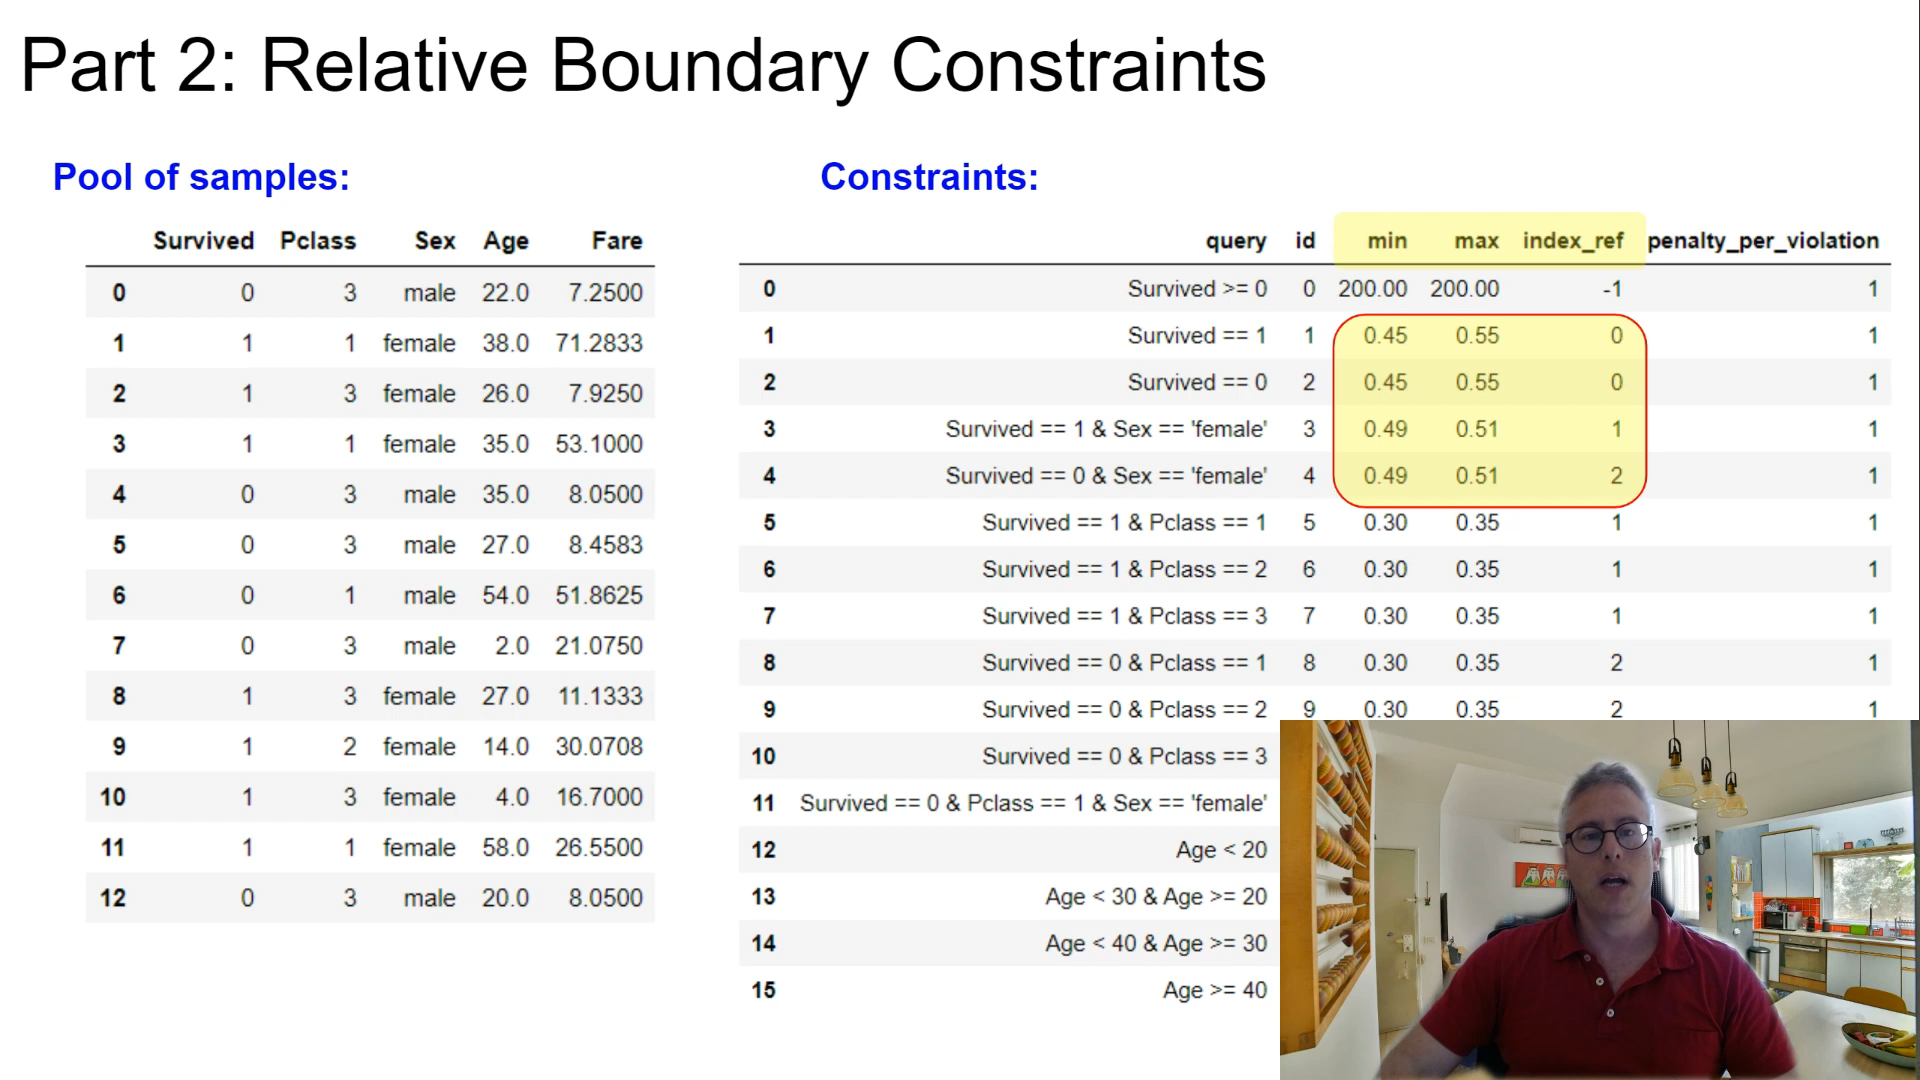 Part 2: Relative Boundary Constraints
Pool of samples:
Survived Pclass Sex Age Fare
0 0 3 male 22.0 7.2500
1 1 1 female 38.0 71.2833
2 1 3 female 26.0 7.9250
3 1 1 female 35.0 53.1000
4 0 3 male 35.0 8.0500
5 0 3 male 27.0 8.4583
6 0 1 male 54.0 51.8625
7 0 3 male 2.0 21.0750
8 1 3 female 27.0 11.1333
9 1 2 female 14.0 30.0708
10 1 3 female 4.0 16.7000
11 1 1 female 58.0 26.5500
12 0 3 male 20.0 8.0500
Constraints:
query id min max index_ref penalty_per_violation
0 Survived >= 0 0 200.00 200.00 -1 1
1 Survived == 1 1 0.45 0.55 0 1
2 Survived == 0 2 0.45 0.55 0 1
3 Survived == 1 & Sex == 'female' 3 0.49 0.51 1 1
4 Survived == 0 & Sex == 'female' 4 0.49 0.51 2 1
5 Survived == 1 & Pclass == 1 5 0.30 0.35 1 1
6 Survived == 1 & Pclass == 2 6 0.30 0.35 1 1
7 Survived == 1 & Pclass == 3 7 0.30 0.35 1 1
8 Survived == 0 & Pclass == 1 8 0.30 0.35 2 1
9 Survived == 0 & Pclass == 2 9 0.30 0.35 2 1
10 Survived == 0 & Pclass == 3
11 Survived == 0 & Pclass == 1 & Sex == 'female'
12 Age < 20
13 Age < 30 & Age >= 20
14 Age < 40 & Age >= 30
15 Age >= 40